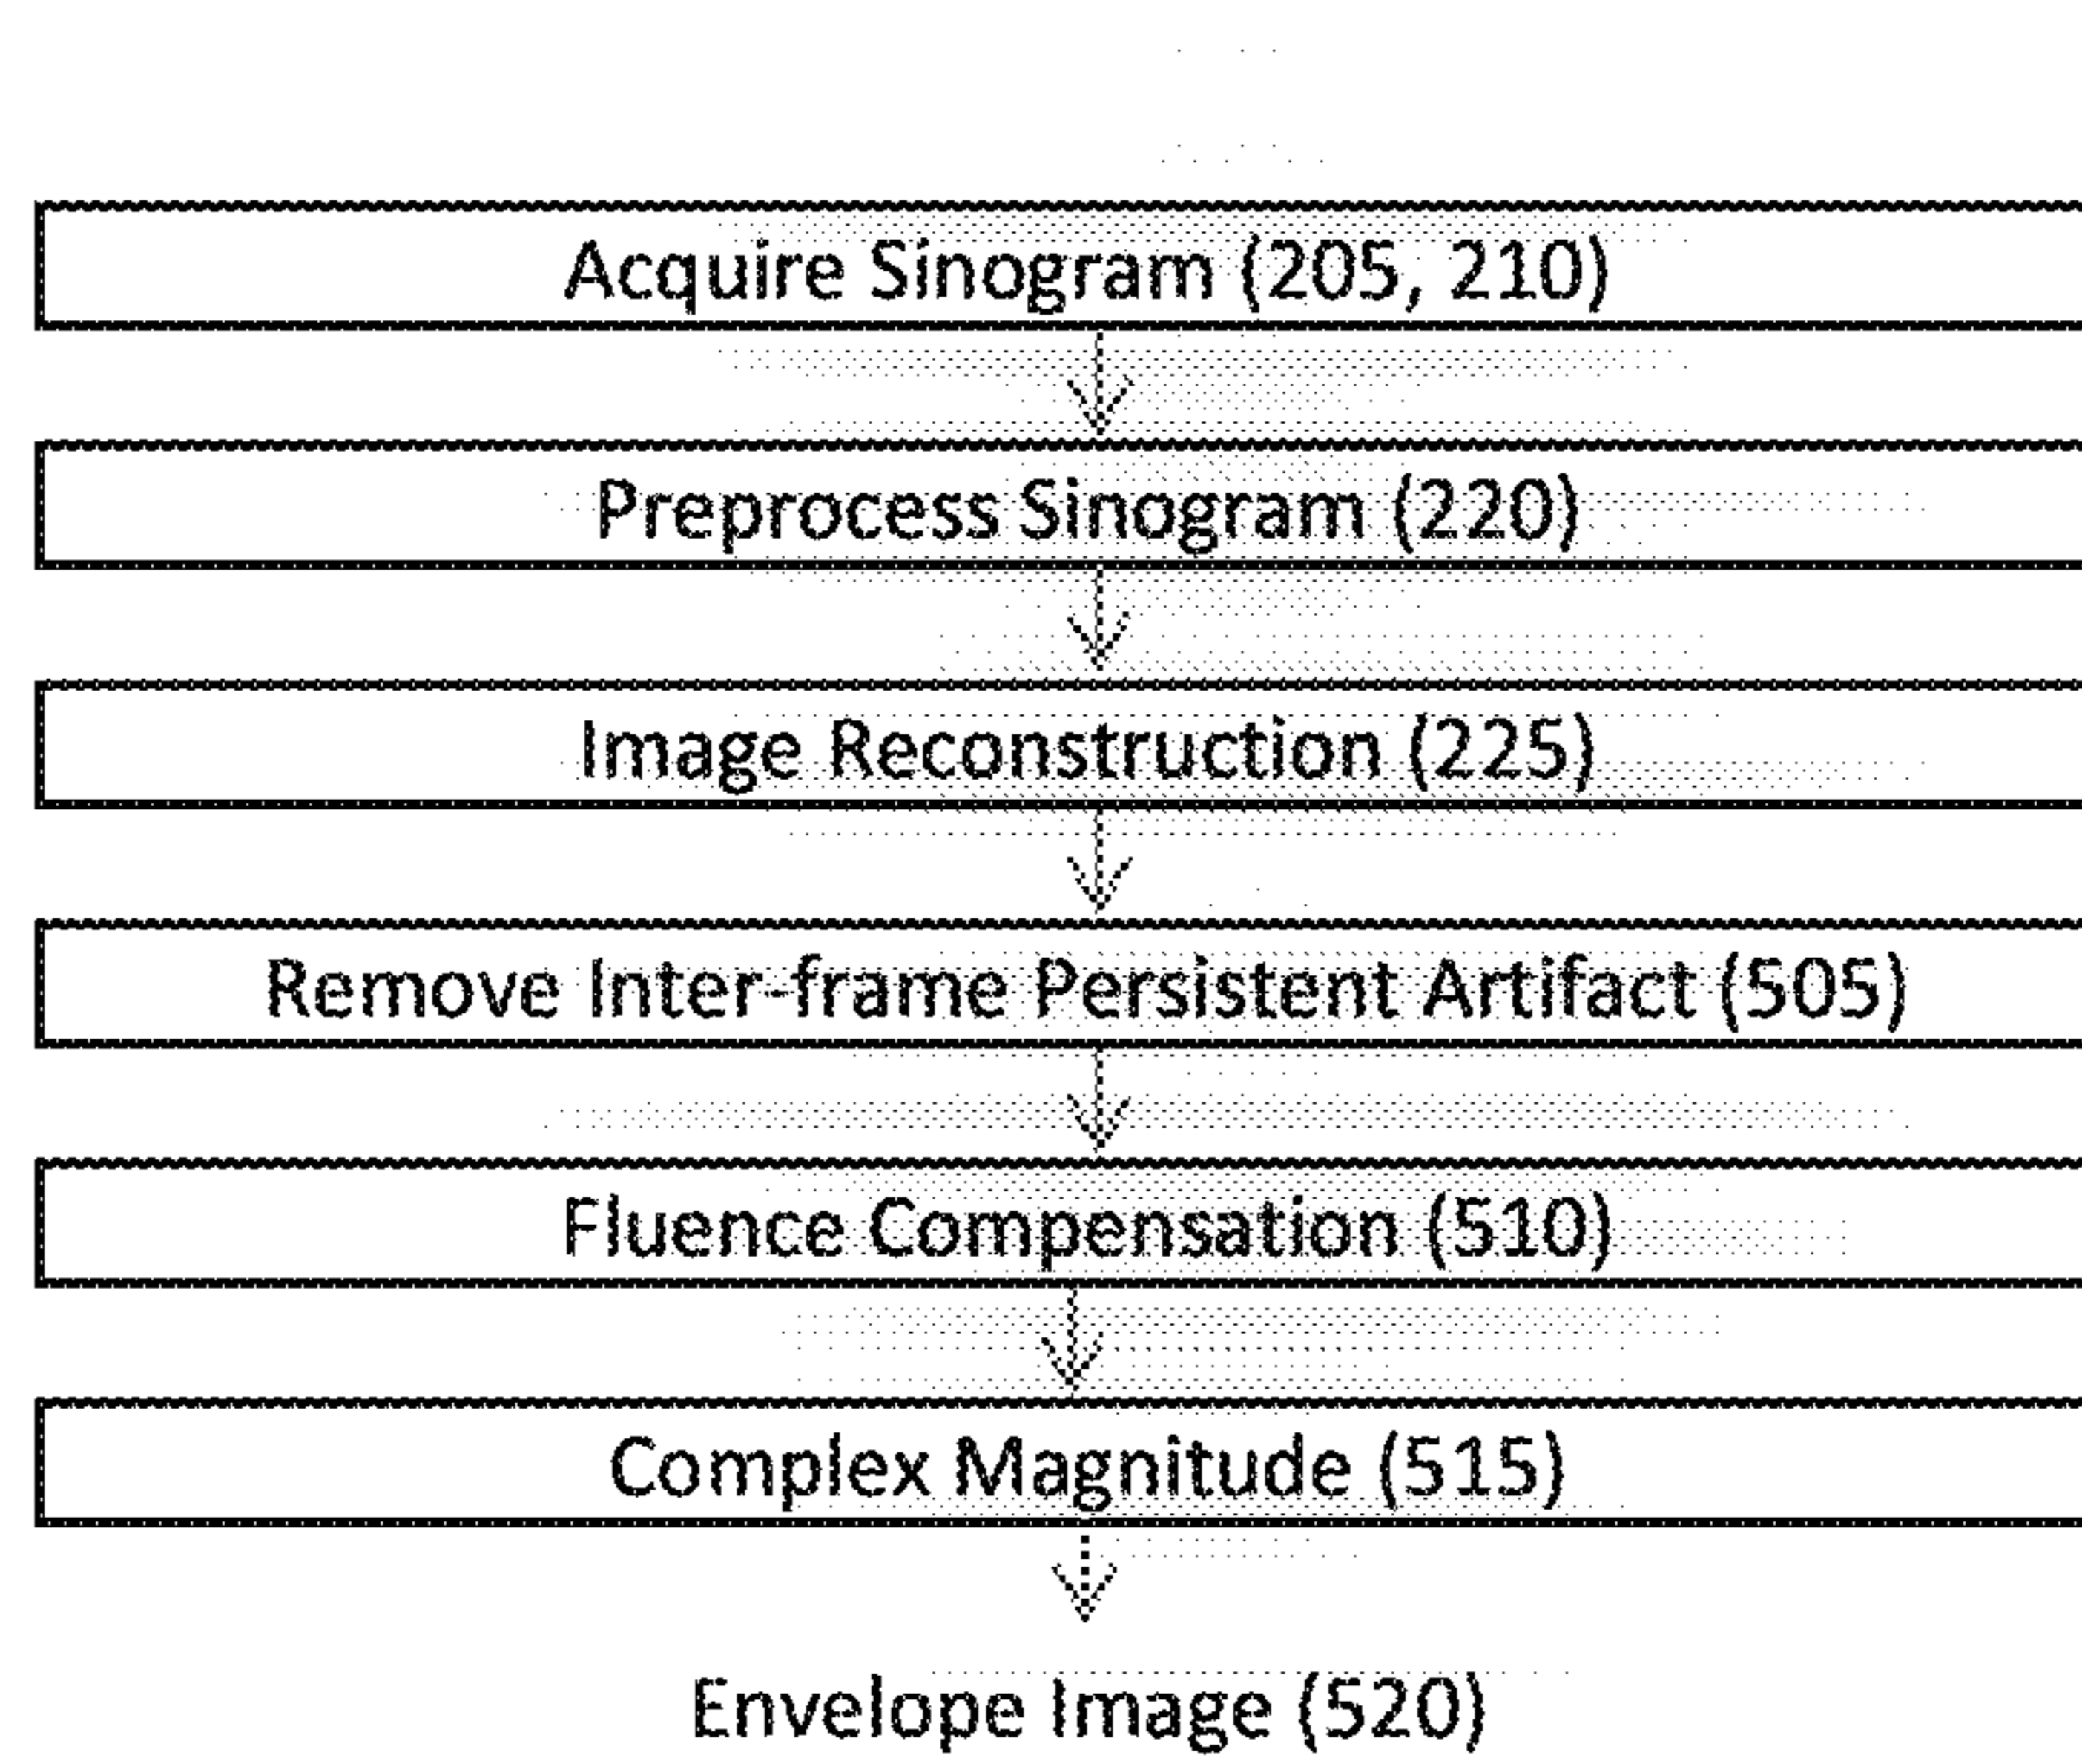 Acquire Sinogram (205, 210)
Preprocess Sinogram (220)
Image Reconstruction (225)
Remove Inter-frame Persistent Artifact (505)
Fluence Compensation (510)
Complex Magnitude (515)
Envelope Image (520)